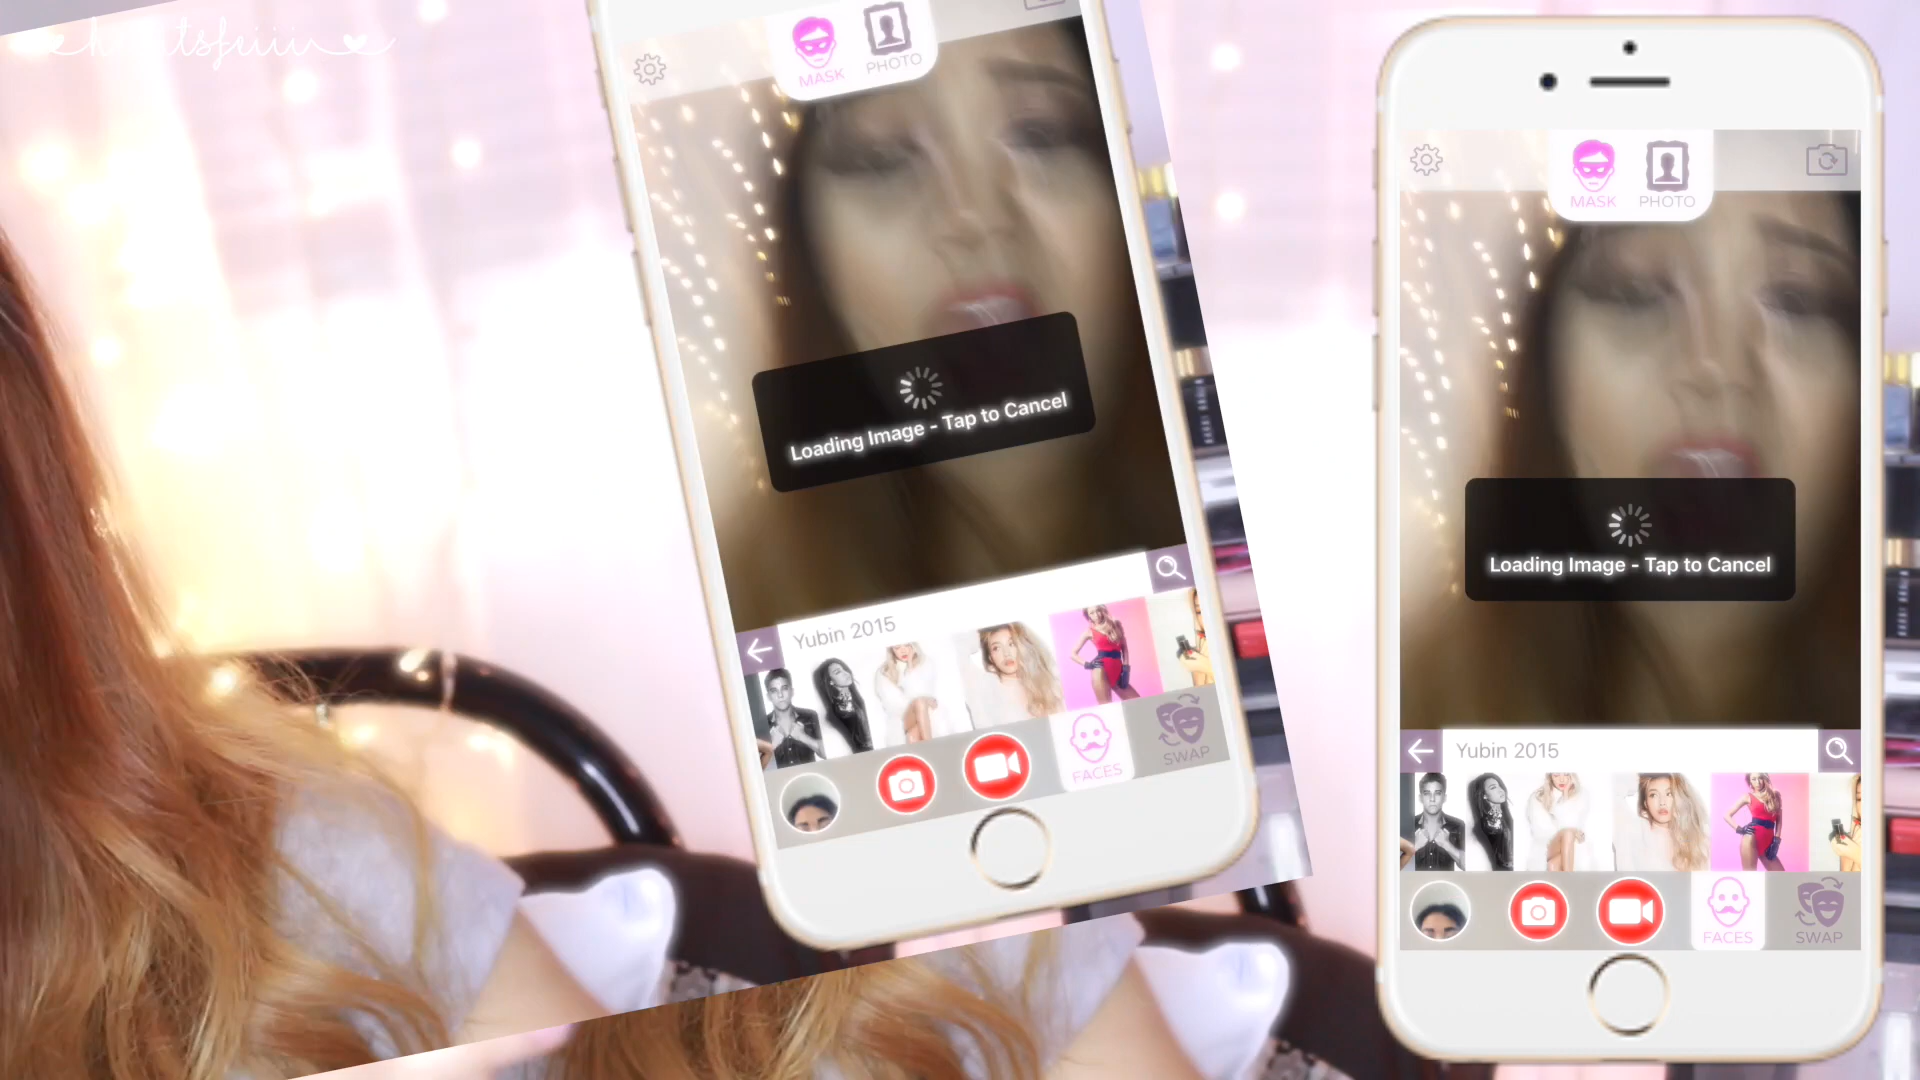 MASK PHOTO
Loading Image - Tap to Cancel
Yubin 2015
FACES SWAP
MASK PHOTO
Loading Image - Tap to Cancel
Yubin 2015
FACES SWAP